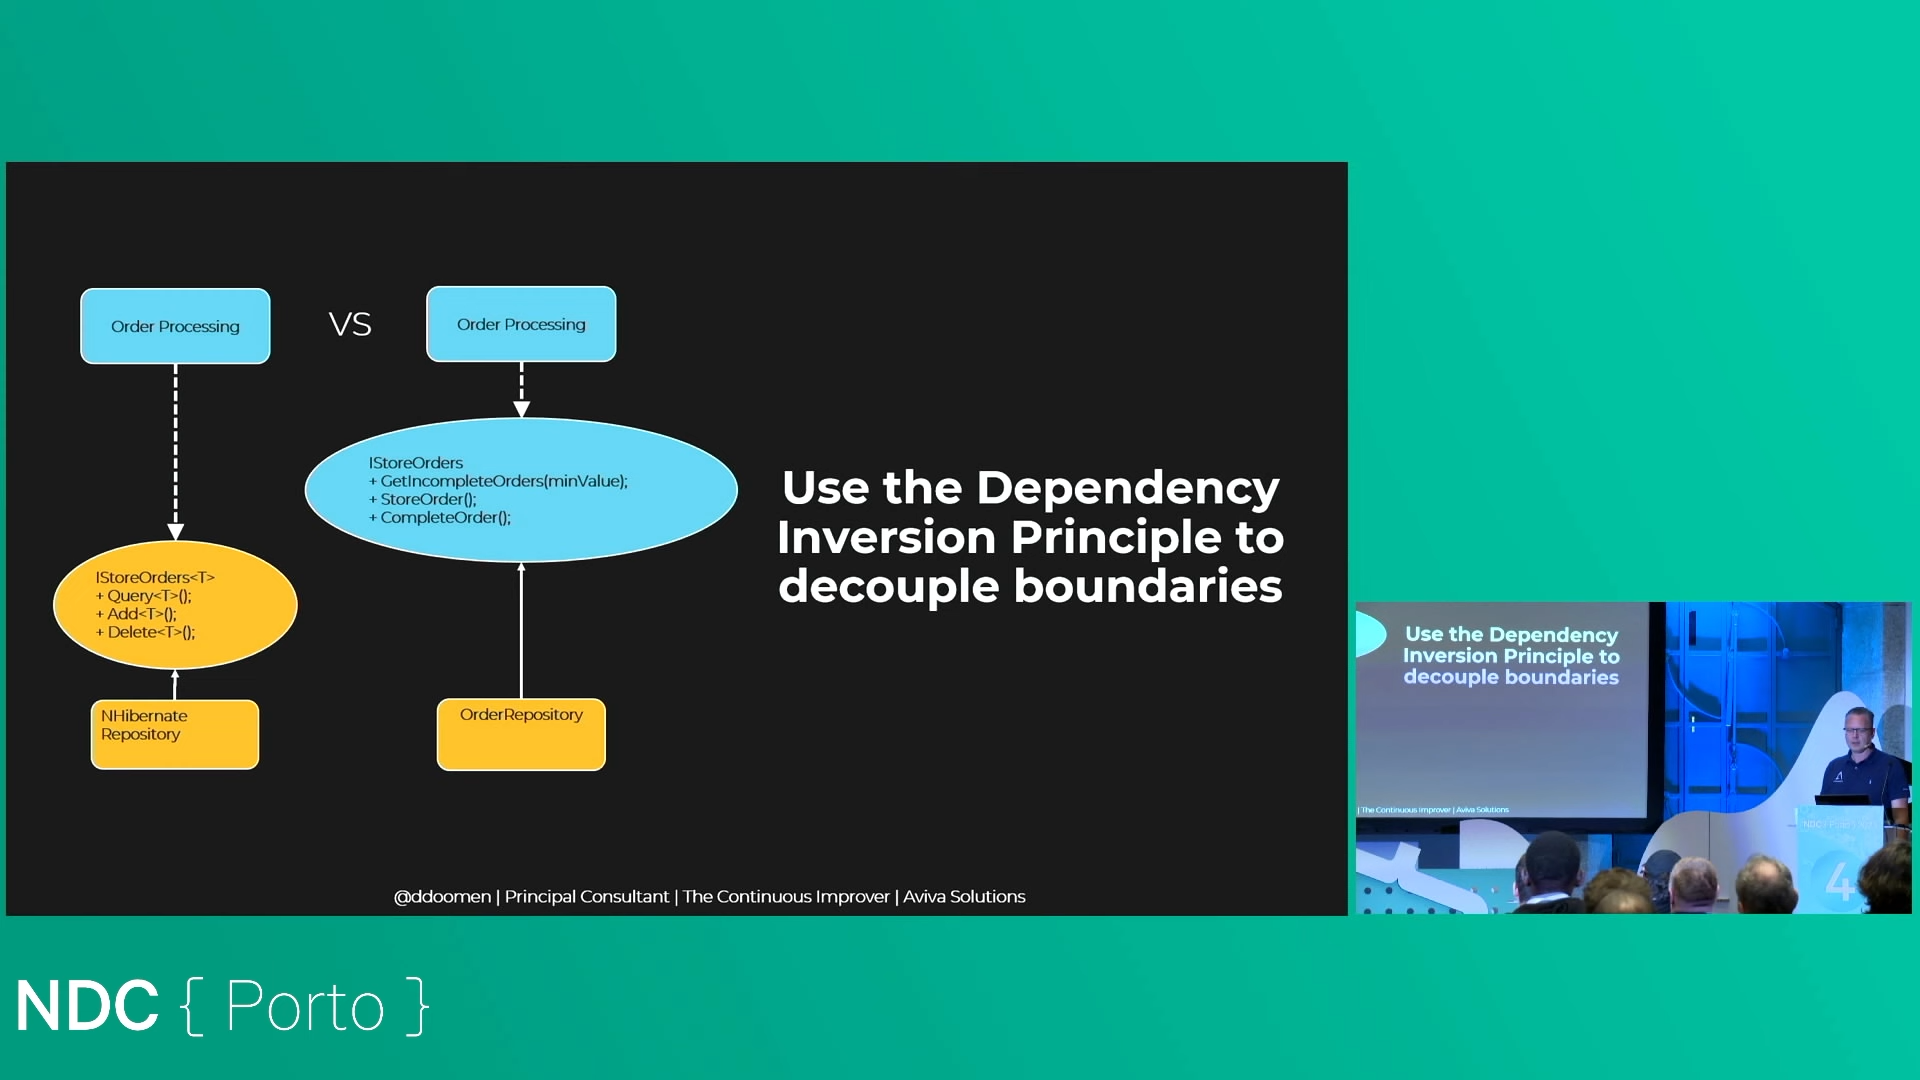 Order Processing
VS
Order Processing
IStoreOrders
+ GetIncompleteOrders(minValue);
+ StoreOrder();
+ CompleteOrder();
IStoreOrders<T>
+ Query<T>();
+ Add<T>();
+ Delete<T>();
NHibernate
Repository
OrderRepository
Use the Dependency
Inversion Principle to
decouple boundaries
@ddoomen | Principal Consultant | The Continuous Improver | Aviva Solutions
Use the Dependency
Inversion Principle to
decouple boundaries
| The Continuous Improver | Aviva Solutions
4
NDC { Porto }